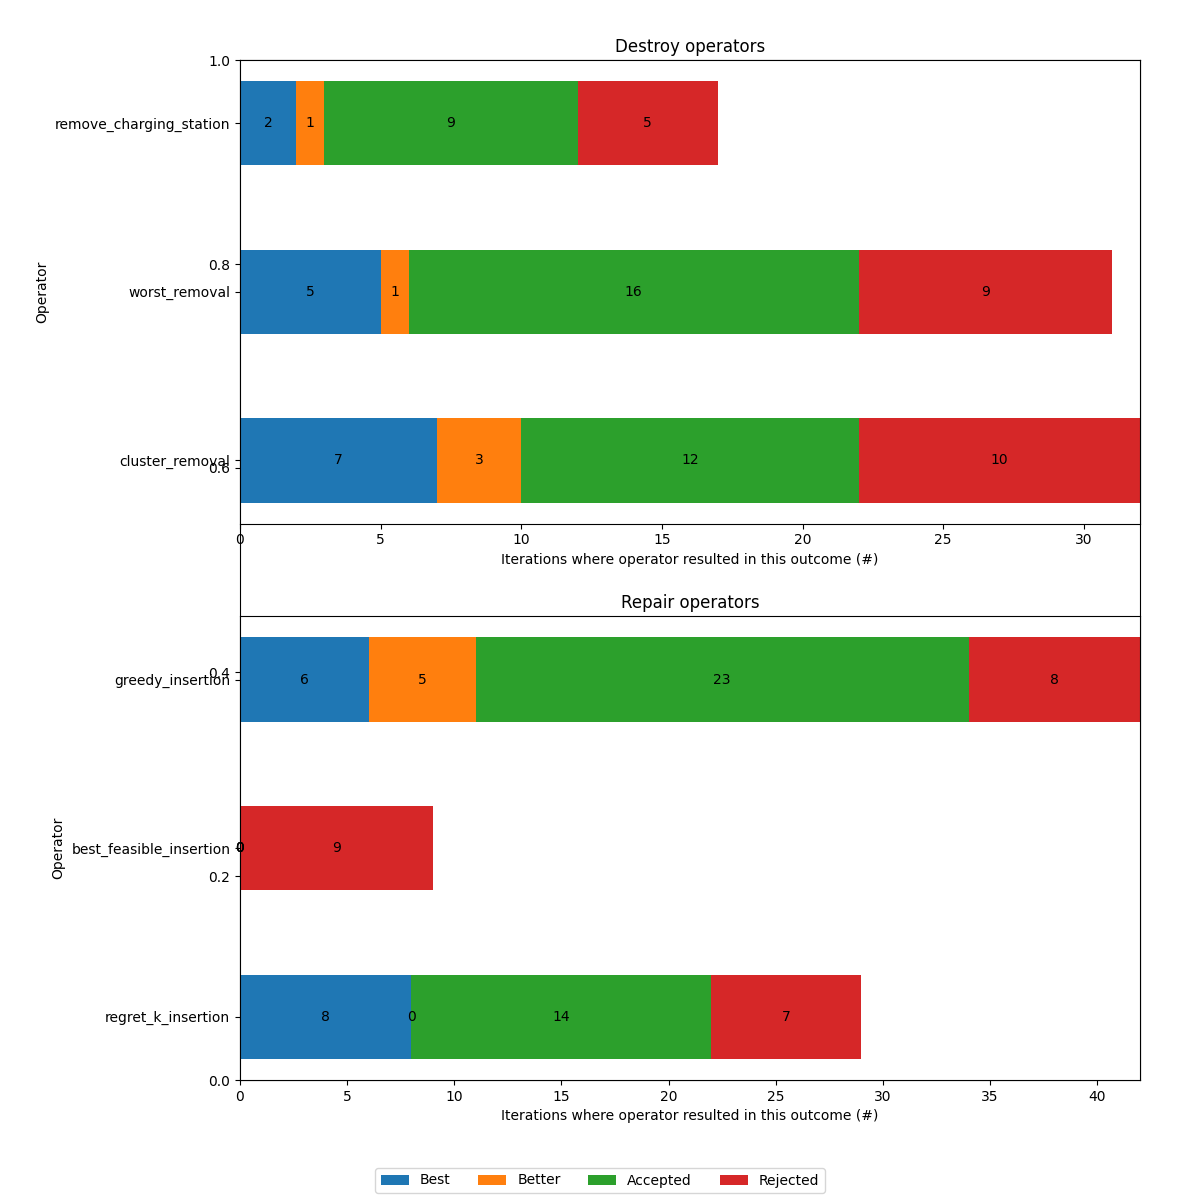 Destroy operators
1.0
remove_charging_station 2 1 9 5
0.8
worst_removal 5 1 16 9
cluster_removal 7 3 12 10
0.6
Operator
0 5 10 15 20 25 30
Iterations where operator resulted in this outcome (#)
Repair operators
0.4
greedy_insertion 6 5 23 8
best_feasible_insertion 0 9
0.2
regret_k_insertion 8 0 14 7
0.0
Operator
0 5 10 15 20 25 30 35 40
Iterations where operator resulted in this outcome (#)
Best Better Accepted Rejected